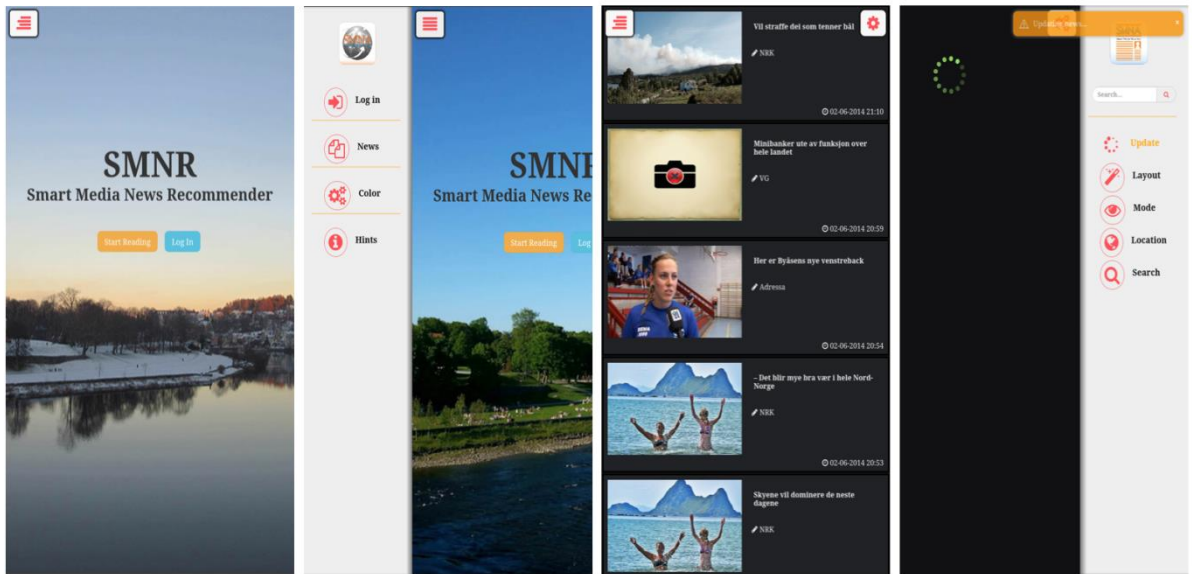 SMNR
Smart Media News Recommender
Start Reading
Log In
Log in
News
Color
Hints
SMNR
Smart Media News Re
Start Reading
Log
Vil straffe dei som tenner bål
NRK
02-06-2014 21:10
Minibanker ute av funksjon over
hele landet
VG
02-06-2014 20:59
Her er Byåsens nye venstreback
Adressa
02-06-2014 20:54
– Det blir mye bra vær i hele Nord-
Norge
NRK
02-06-2014 20:53
Skyene vil dominere de neste
dagene
NRK
Updating news...
Search...
Update
Layout
Mode
Location
Search